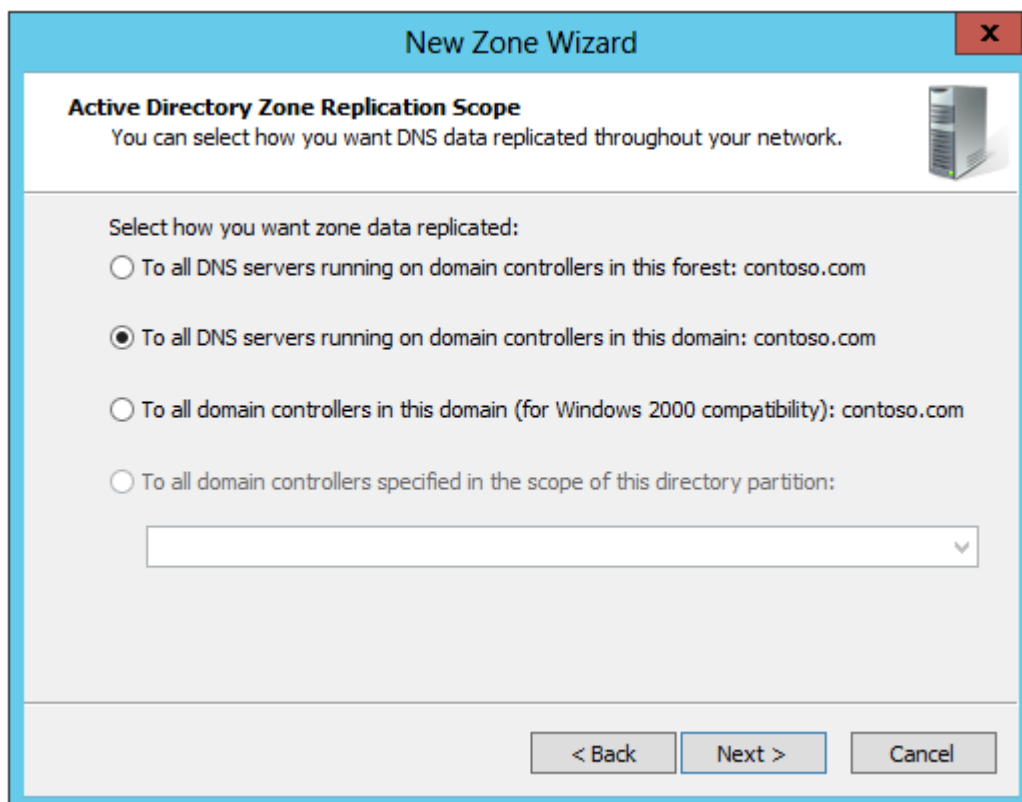 New Zone Wizard
x
Active Directory Zone Replication Scope
You can select how you want DNS data replicated throughout your network.
Select how you want zone data replicated:
To all DNS servers running on domain controllers in this forest: contoso.com
To all DNS servers running on domain controllers in this domain: contoso.com
To all domain controllers in this domain (for Windows 2000 compatibility): contoso.com
To all domain controllers specified in the scope of this directory partition:
< Back Next > Cancel